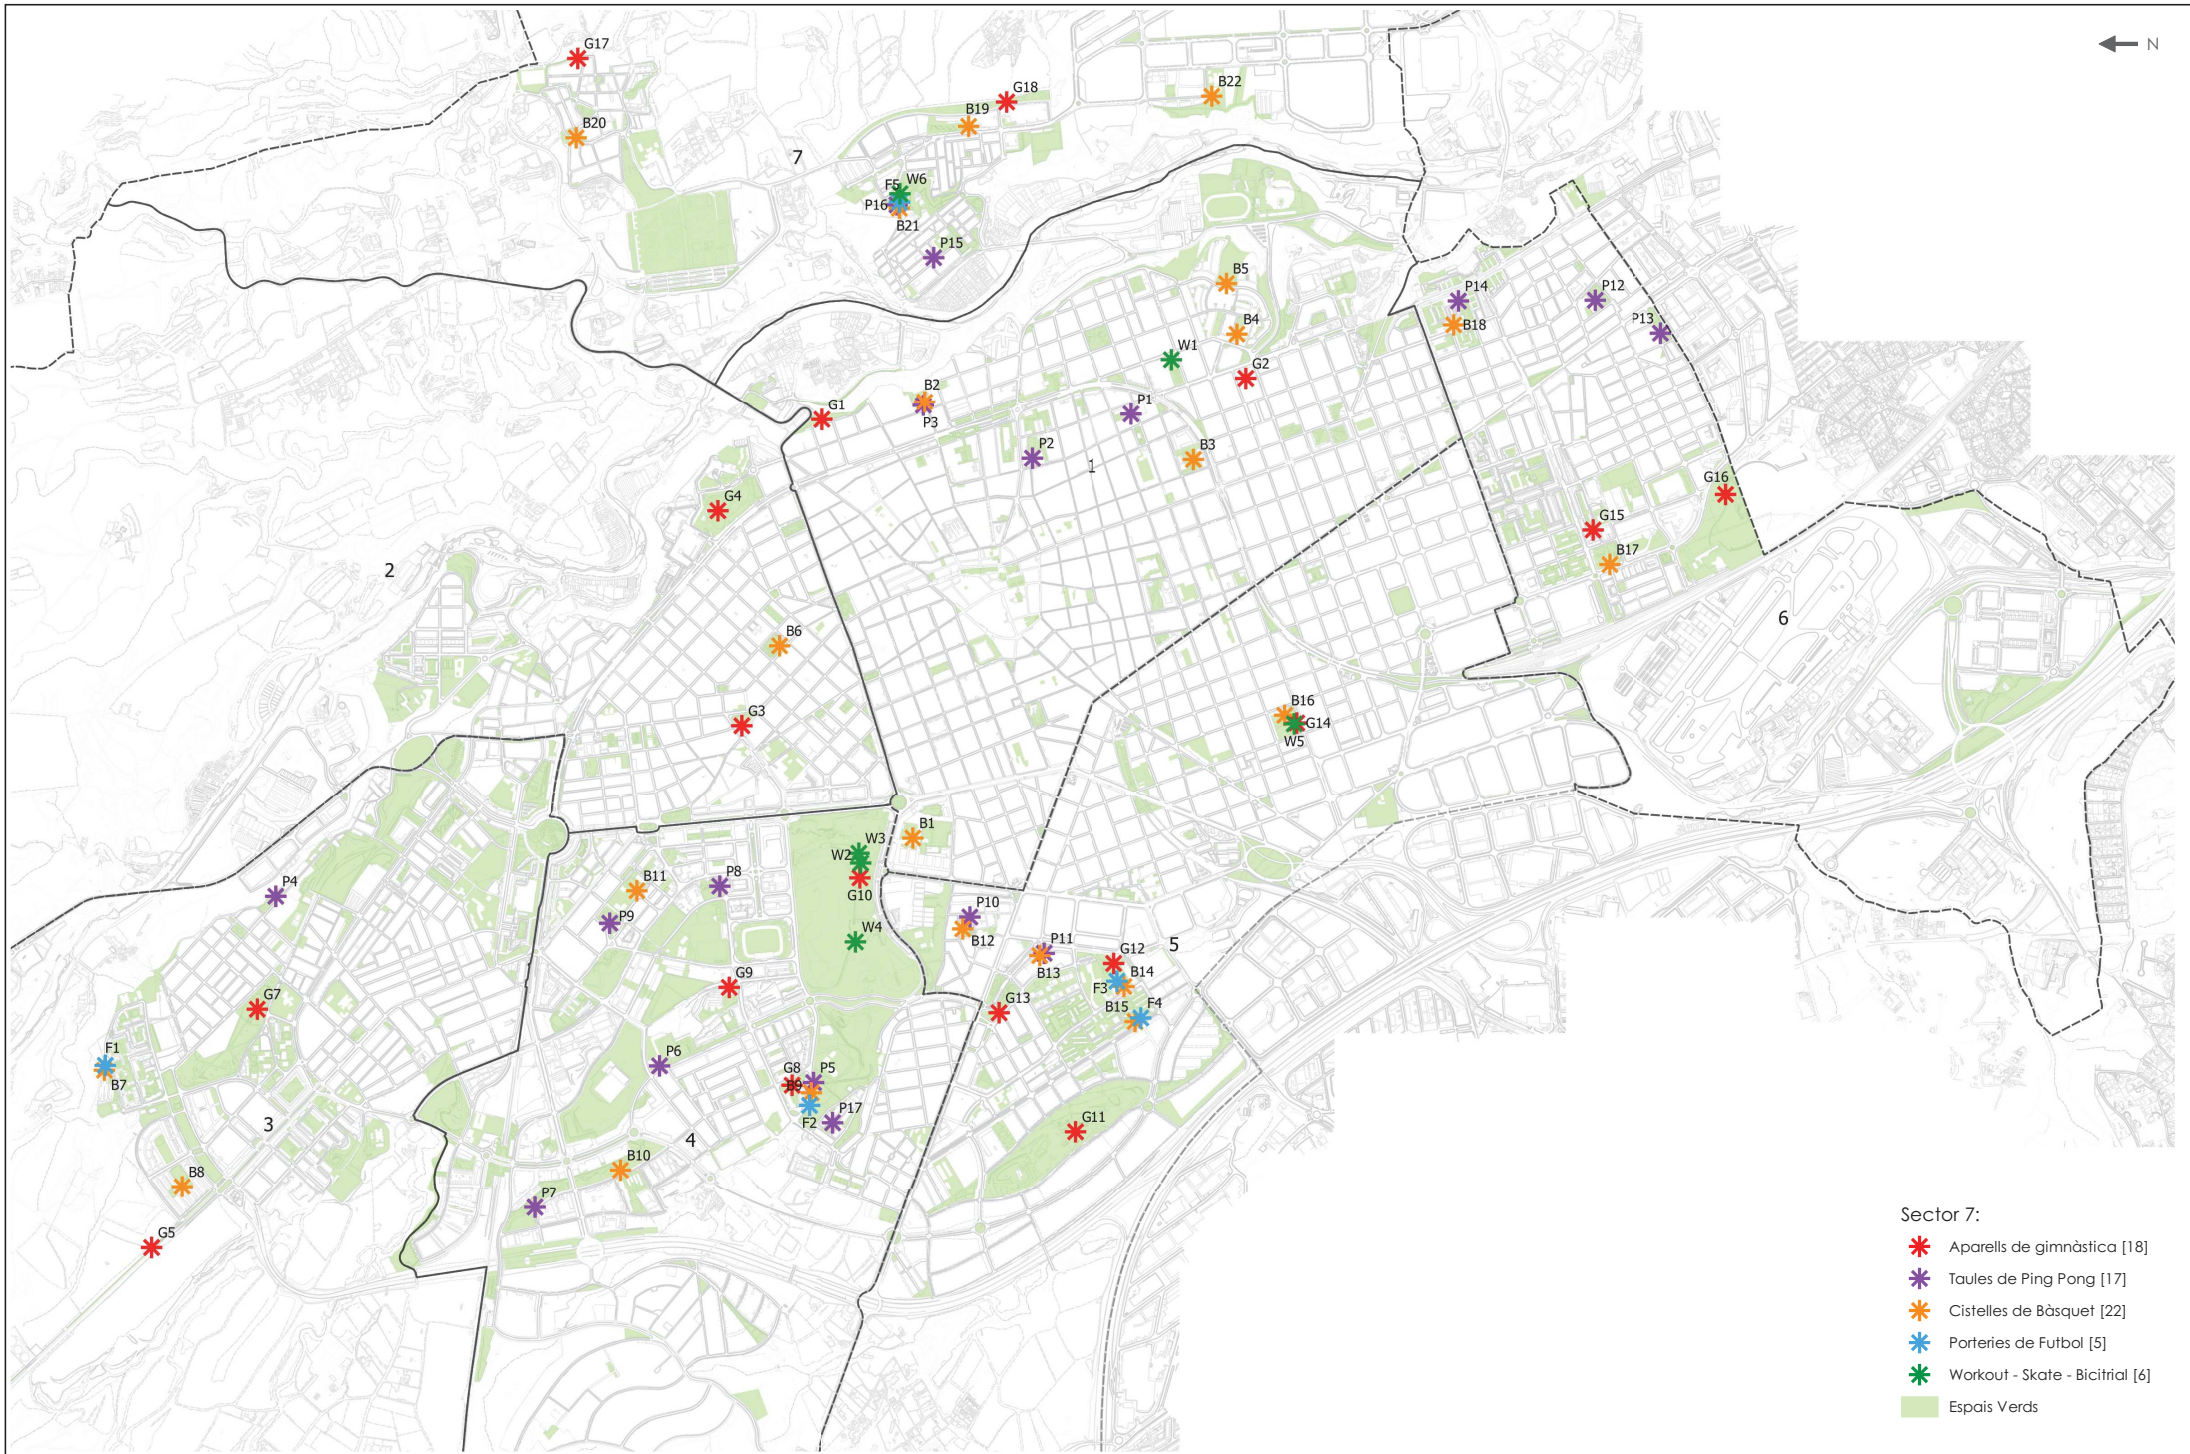 G17
N
B22
G18
B19
B20
7
F5
W6
P16
B21
P15
B5
P14
P12
B18
P13
B4
W1
G2
B2
P3
G1
P1
P2
B3
1
G4
G16
G15
B17
2
6
B6
G3
B16
G14
W5
B1
W3
W2
P4
B11
P8
G10
P9
P10
W4
B12
5
P11
B13
G12
B14
G9
F3
G7
G13
B15
F4
F1
B7
P6
G8
P5
B9
F2
P17
3
4
G11
B10
B8
P7
G5
Sector 7:
Aparells de gimnàstica [18]
Taules de Ping Pong [17]
Cistelles de Bàsquet [22]
Porteries de Futbol [5]
Workout - Skate - Bicitrial [6]
Espais Verds